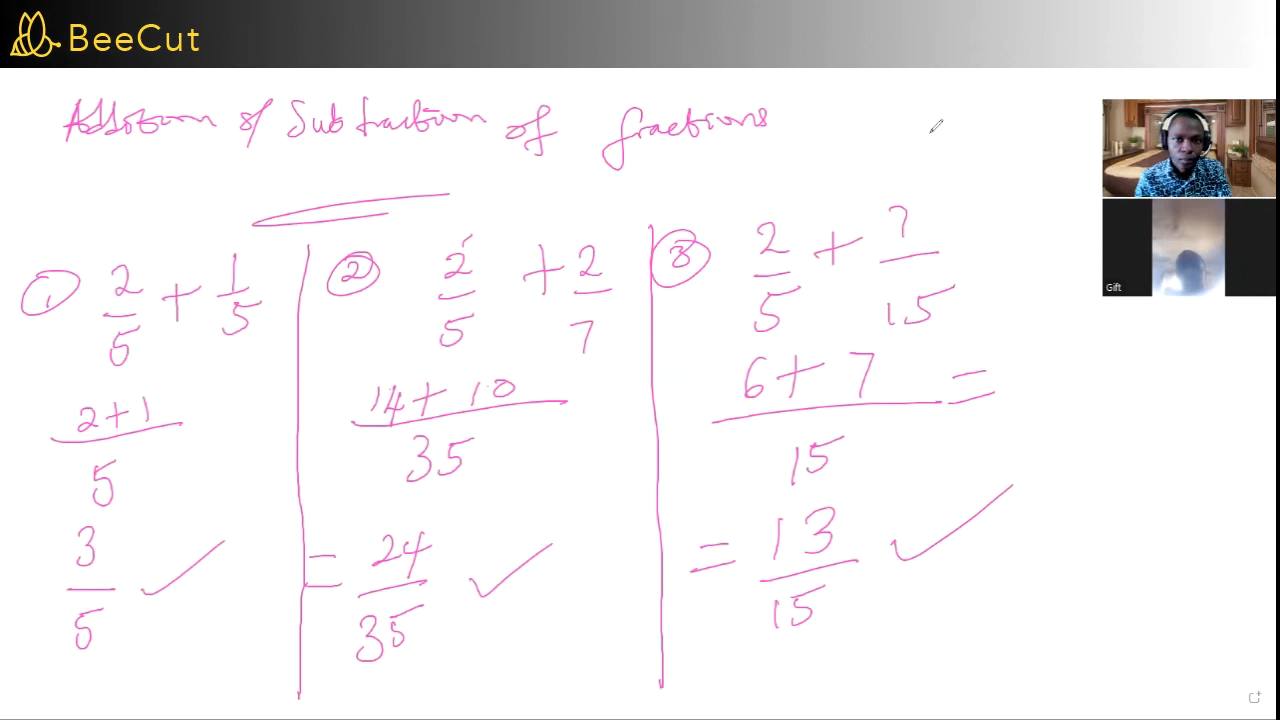 BeeCut
Addition & Subtraction of fractions
① 2/5 + 1/5
2+1
5
3
5
② 2/5 + 2/7
14+10
35
= 24
35
③ 2/5 + 7/15
6+7 =
15
= 13
15
Gift